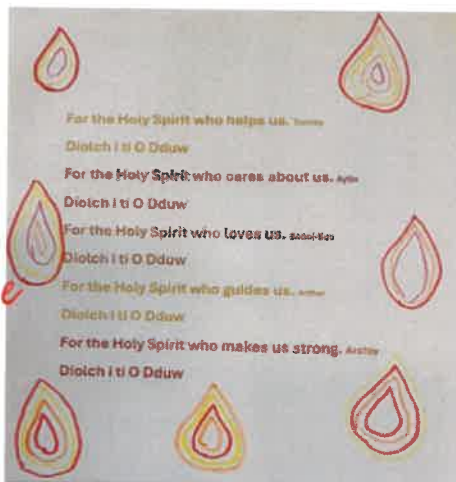 For the Holy Spirit who helps us.
Diolch I ti O Dduw
For the Holy Spirit who cares about us.
Diolch I ti O Dduw
For the Holy Spirit who loves us.
Diolch I ti O Dduw
For the Holy Spirit who guides us.
Diolch I ti O Dduw
For the Holy Spirit who makes us strong. Archie
Diolch I ti O Dduw